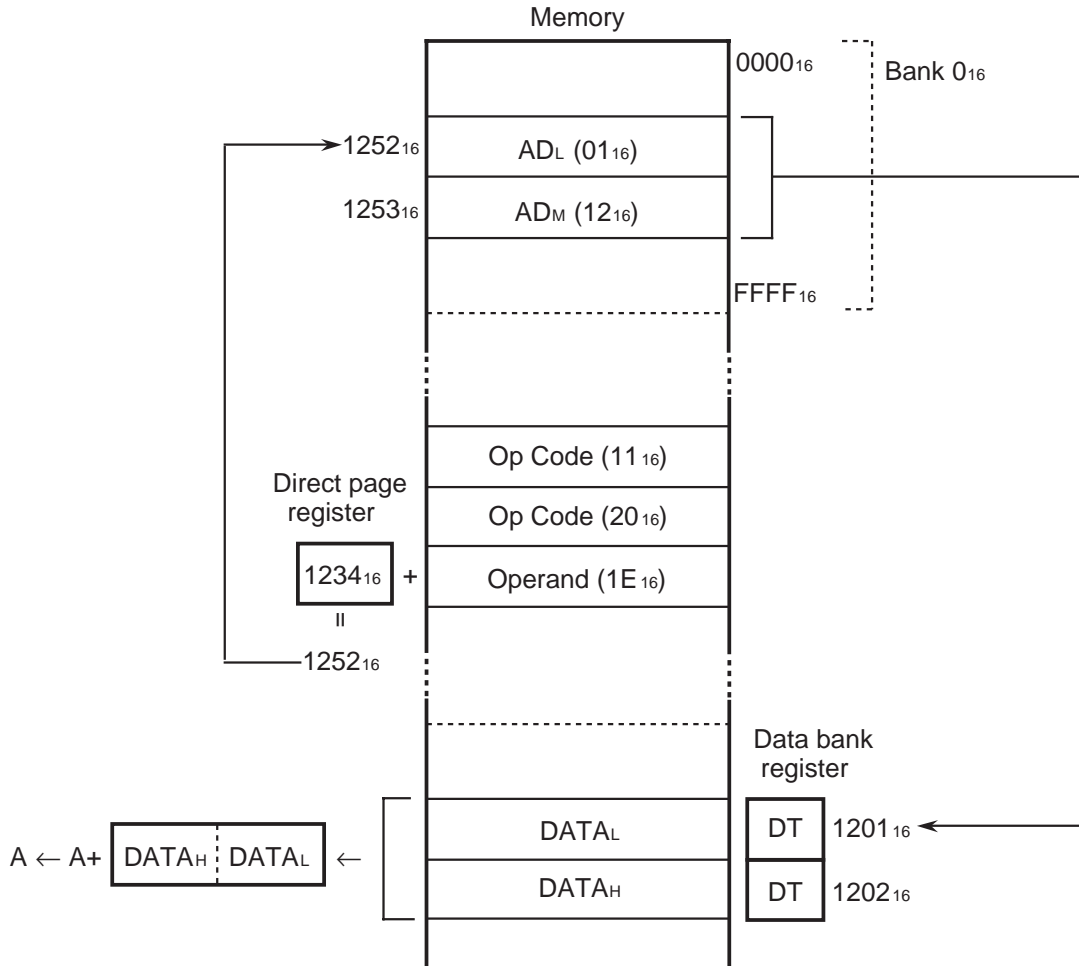 Memory
0000₁₆
Bank 0₁₆
1252₁₆
ADL (01₁₆)
1253₁₆
ADM (12₁₆)
FFFF₁₆
Op Code (11₁₆)
Direct page
register
Op Code (20₁₆)
1234₁₆ +
Operand (1E₁₆)
=
1252₁₆
Data bank
register
DATAL
DT 1201₁₆
A ← A+ DATAH DATAL ←
DATAH
DT 1202₁₆